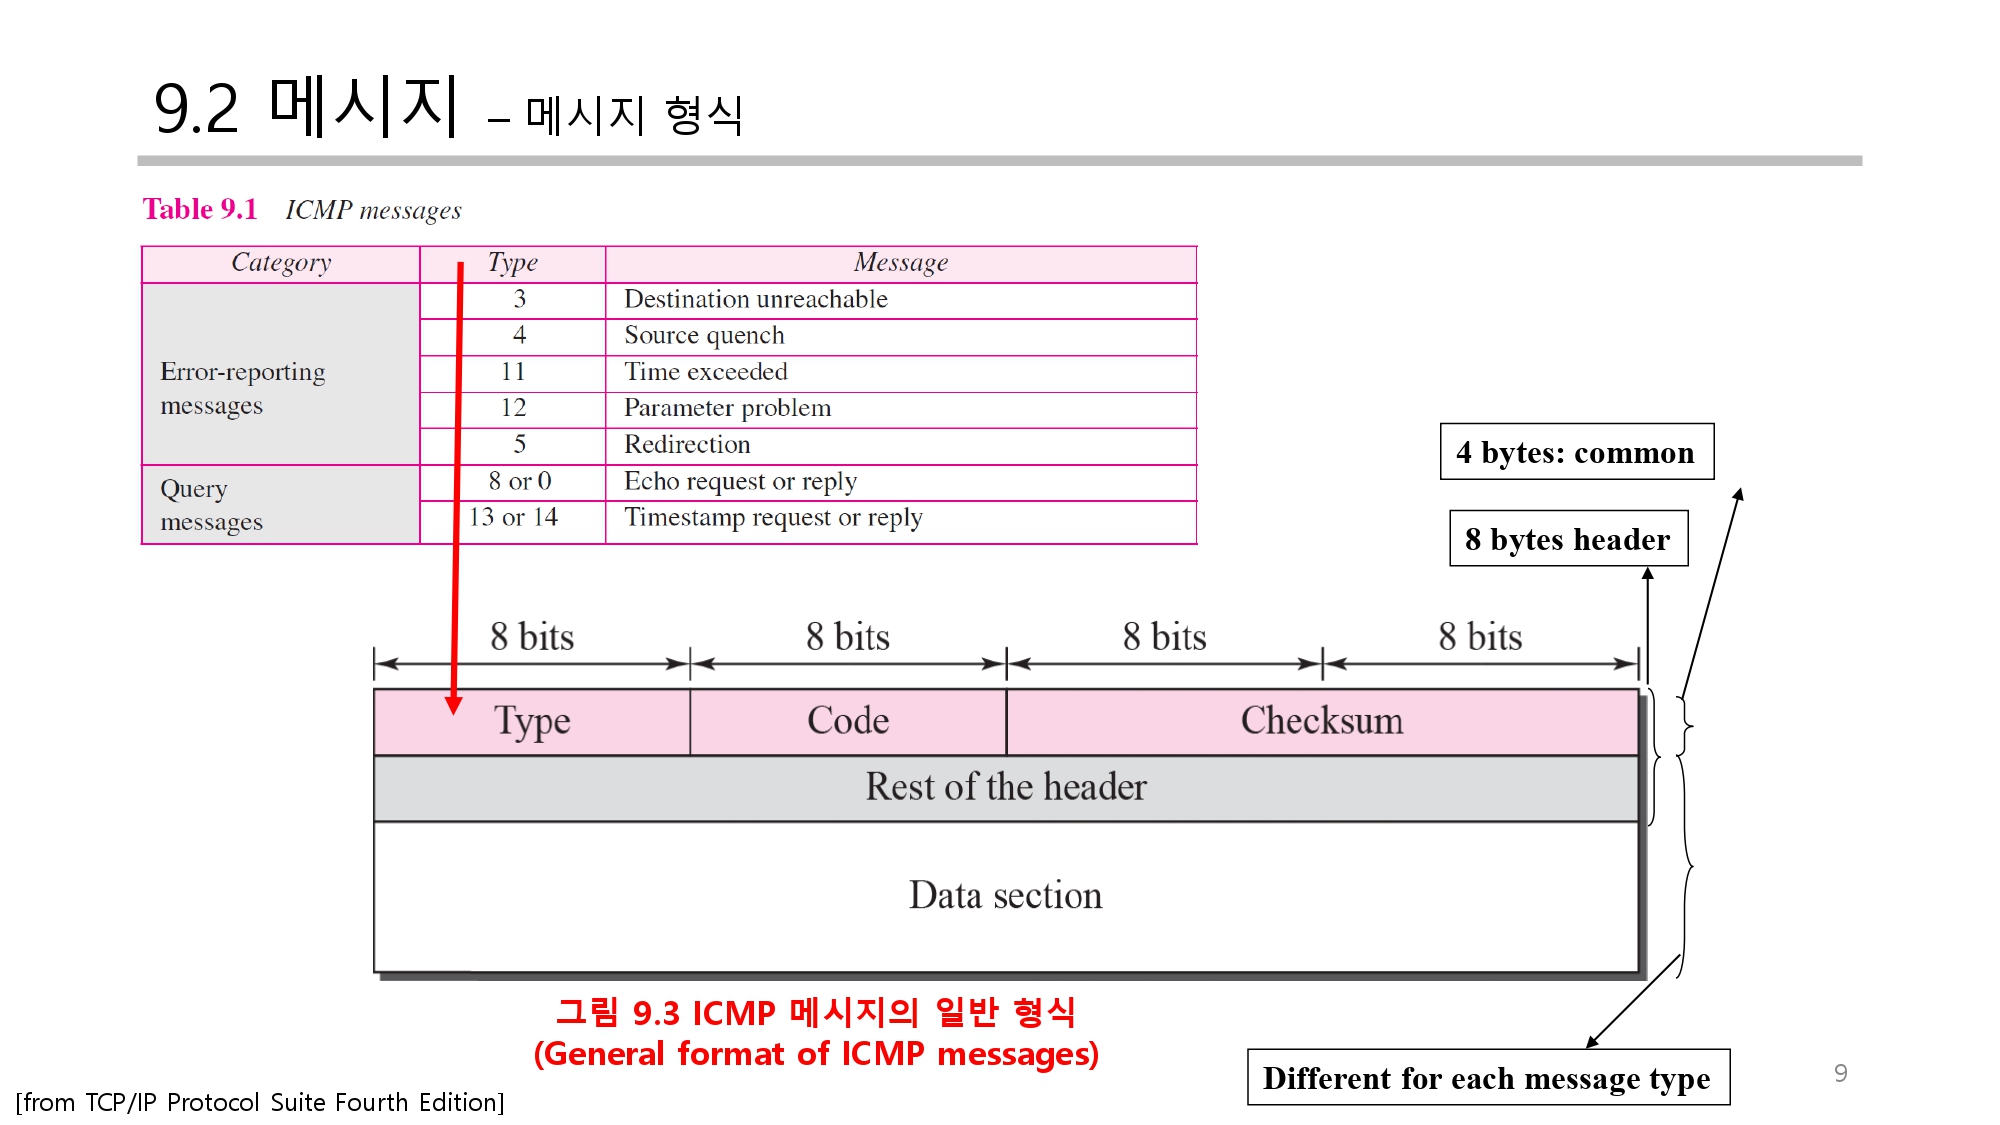 9.2 메시지 – 메시지 형식
Table 9.1 ICMP messages
Category Type Message
Error-reporting messages
3 Destination unreachable
4 Source quench
11 Time exceeded
12 Parameter problem
5 Redirection
Query messages
8 or 0 Echo request or reply
13 or 14 Timestamp request or reply
4 bytes: common
8 bytes header
8 bits 8 bits 8 bits 8 bits
Type Code Checksum
Rest of the header
Data section
그림 9.3 ICMP 메시지의 일반 형식
(General format of ICMP messages)
Different for each message type
9
[from TCP/IP Protocol Suite Fourth Edition]